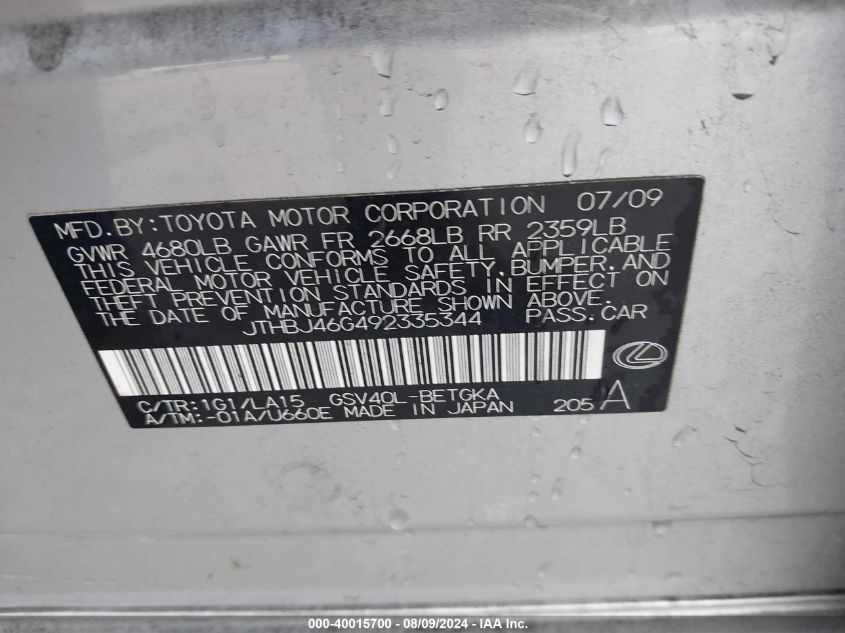 MFD.BY:TOYOTA MOTOR CORPORATION 07/09
GVWR 4680LB GAWR FR 2668LB RR 2359LB
THIS VEHICLE CONFORMS TO ALL APPLICABLE
FEDERAL MOTOR VEHICLE SAFETY,BUMPER,AND
THEFT PREVENTION STANDARDS IN EFFECT ON
THE DATE OF MANUFACTURE SHOWN ABOVE.
JTHBJ46G492335344 PASS.CAR
C/TR:1G1/LA15 GSV40L-BETGKA
A/TM:-01A/U660E MADE IN JAPAN 205 A
000-40015700 - 08/09/2024 - IAA Inc.